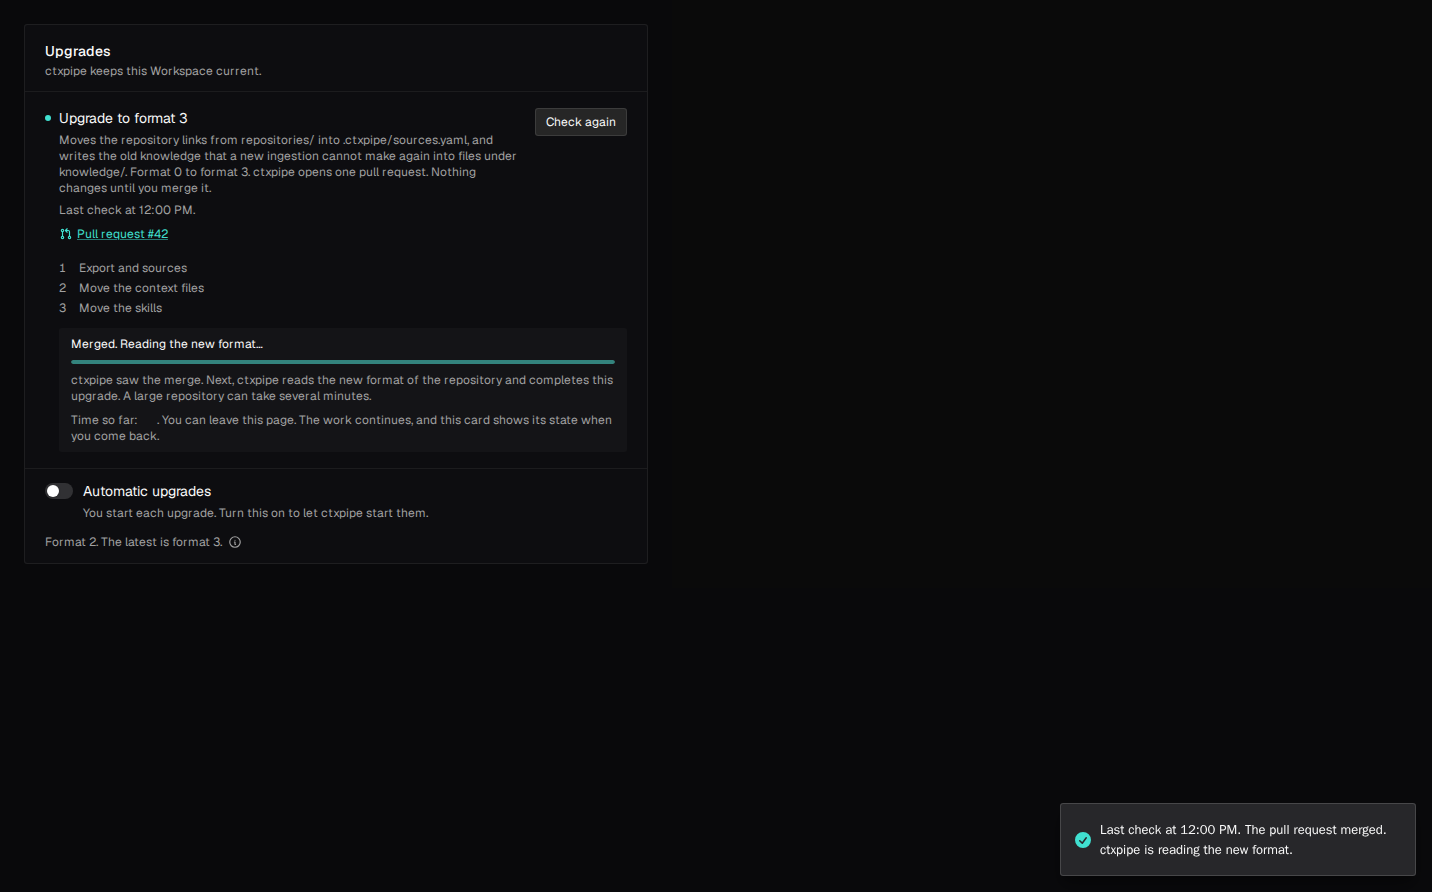 Upgrades
ctxpipe keeps this Workspace current.
Upgrade to format 3
Check again
Moves the repository links from repositories/ into .ctxpipe/sources.yaml, and
writes the old knowledge that a new ingestion cannot make again into files under
knowledge/. Format 0 to format 3. ctxpipe opens one pull request. Nothing
changes until you merge it.
Last check at 12:00 PM.
Pull request #42
1 Export and sources
2 Move the context files
3 Move the skills
Merged. Reading the new format…
ctxpipe saw the merge. Next, ctxpipe reads the new format of the repository and completes this
upgrade. A large repository can take several minutes.
Time so far: . You can leave this page. The work continues, and this card shows its state when
you come back.
Automatic upgrades
You start each upgrade. Turn this on to let ctxpipe start them.
Format 2. The latest is format 3.
Last check at 12:00 PM. The pull request merged.
ctxpipe is reading the new format.